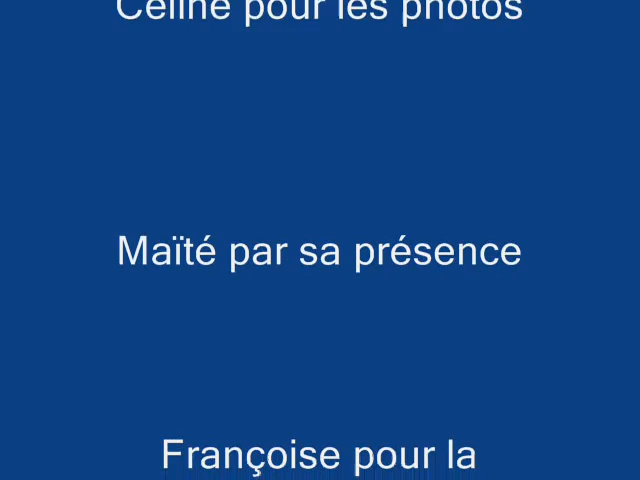 Céline pour les photos
Maïté par sa présence
Françoise pour la